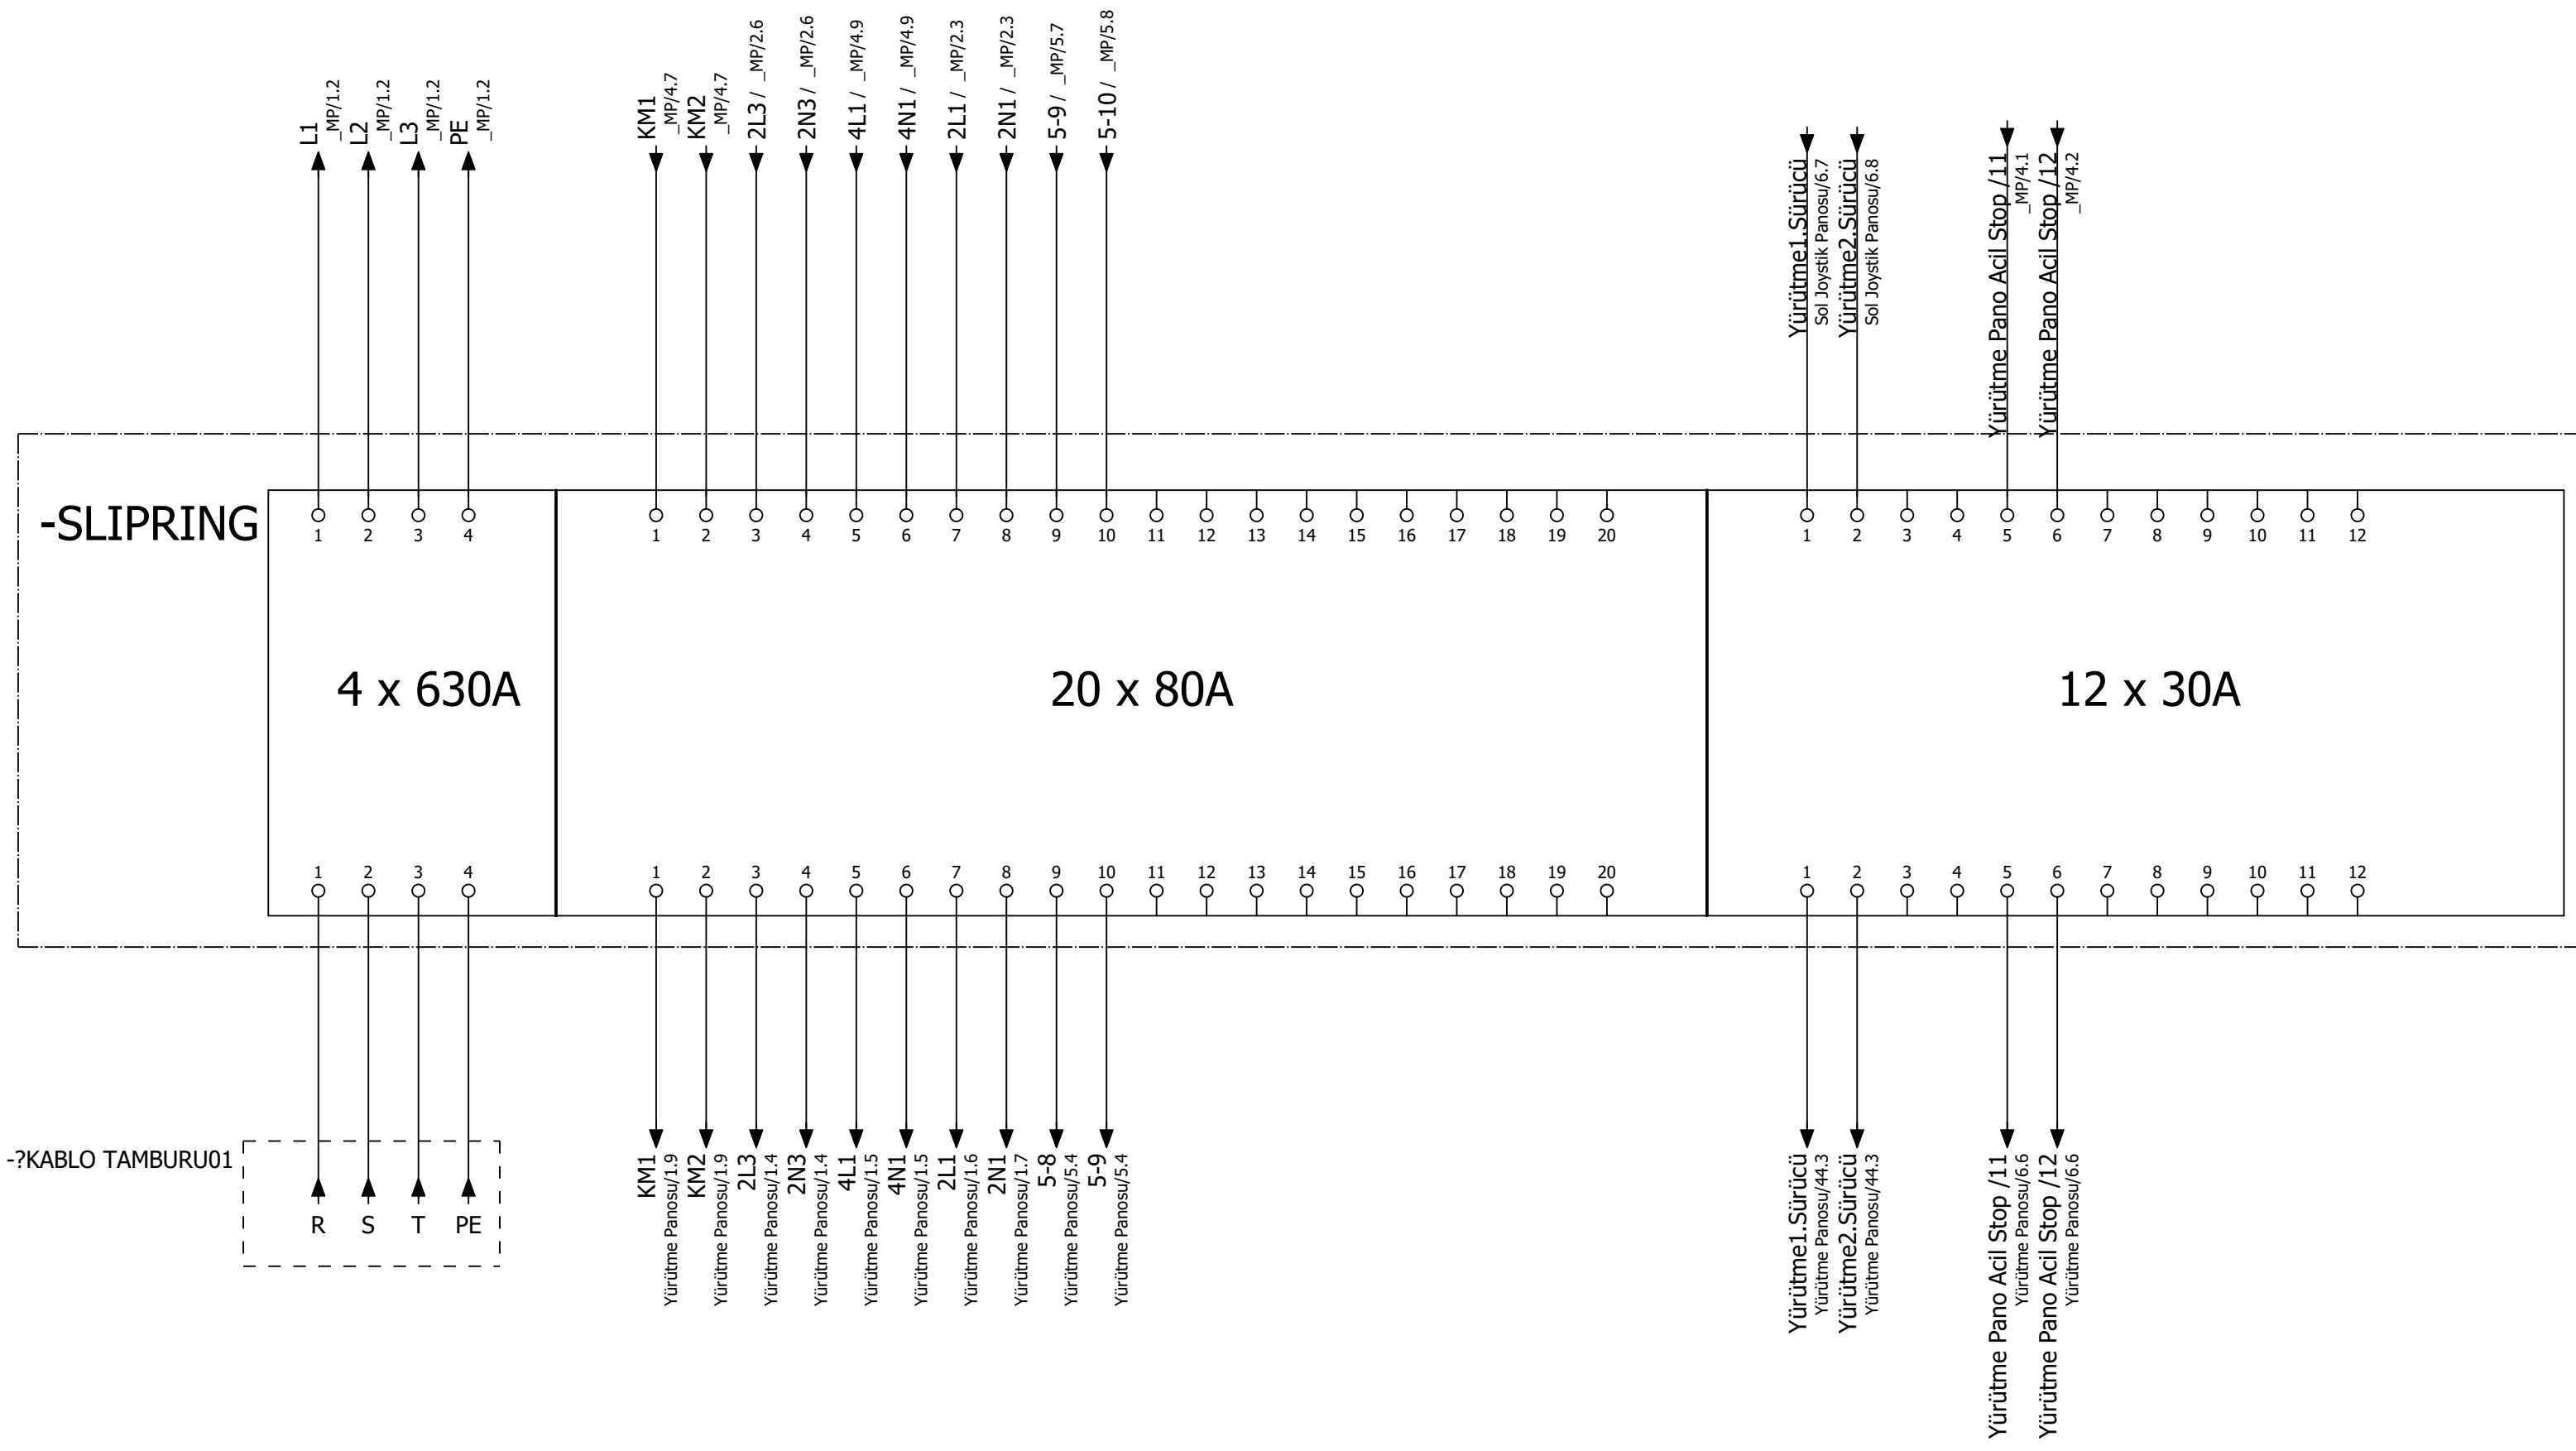 L1
_MP/1.2
L2
_MP/1.2
L3
_MP/1.2
PE
_MP/1.2
KM1
_MP/4.7
KM2
_MP/4.7
2L3 / _MP/2.6
2N3 / _MP/2.6
4L1 / _MP/4.9
4N1 / _MP/4.9
2L1 / _MP/2.3
2N1 / _MP/2.3
5-9 / _MP/5.7
5-10 / _MP/5.8
Yürütme1.Sürücü
Sol Joystik Panosu/6.7
Yürütme2.Sürücü
Sol Joystik Panosu/6.8
Yürütme Pano Acil Stop /11
_MP/4.1
Yürütme Pano Acil Stop /12
_MP/4.2
-SLIPRING
1 2 3 4
1 2 3 4 5 6 7 8 9 10 11 12 13 14 15 16 17 18 19 20
1 2 3 4 5 6 7 8 9 10 11 12
4 x 630A
20 x 80A
12 x 30A
1 2 3 4
1 2 3 4 5 6 7 8 9 10 11 12 13 14 15 16 17 18 19 20
1 2 3 4 5 6 7 8 9 10 11 12
-?KABLO TAMBURU01
R S T PE
KM1
Yürütme Panosu/1.9
KM2
Yürütme Panosu/1.9
2L3
Yürütme Panosu/1.4
2N3
Yürütme Panosu/1.4
4L1
Yürütme Panosu/1.5
4N1
Yürütme Panosu/1.5
2L1
Yürütme Panosu/1.6
2N1
Yürütme Panosu/1.7
5-8
Yürütme Panosu/5.4
5-9
Yürütme Panosu/5.4
Yürütme1.Sürücü
Yürütme Panosu/44.3
Yürütme2.Sürücü
Yürütme Panosu/44.3
Yürütme Pano Acil Stop /11
Yürütme Panosu/6.6
Yürütme Pano Acil Stop /12
Yürütme Panosu/6.6